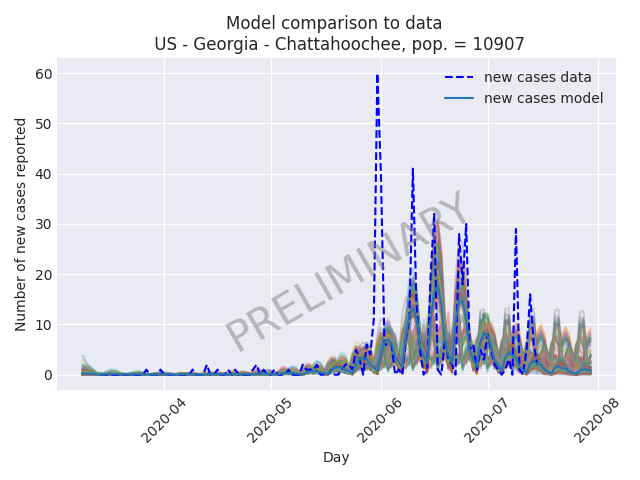 Model comparison to data
US - Georgia - Chattahoochee, pop. = 10907
new cases data
new cases model
Number of new cases reported
60
50
40
30
20
10
0
PRELIMINARY
2020-04
2020-05
2020-06
2020-07
2020-08
Day